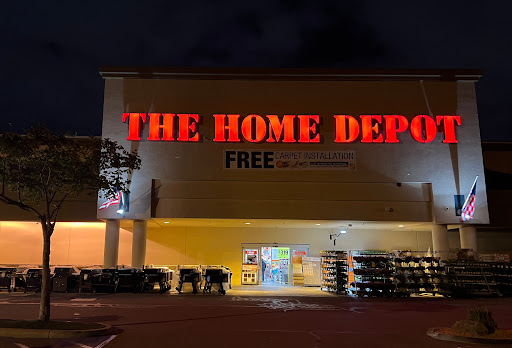 THE HOME DEPOT
FREE CARPET INSTALLATION